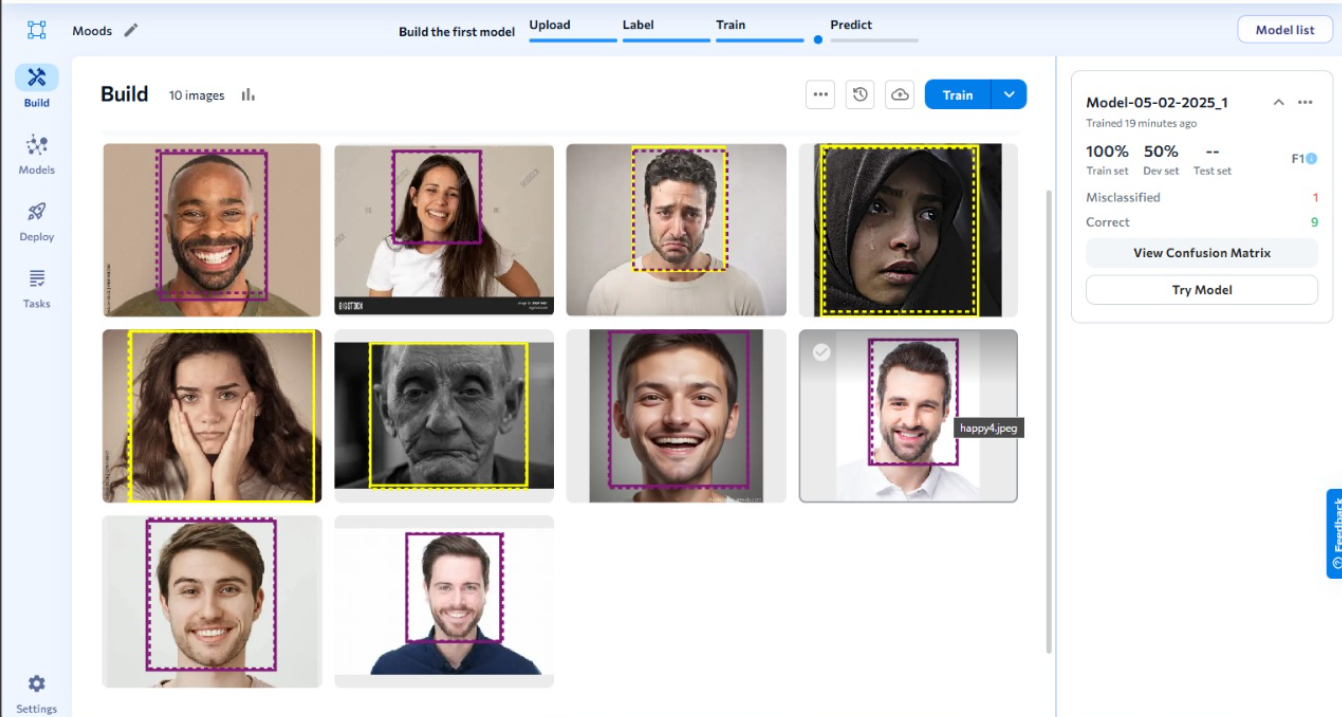 Moods
Build the first model
Upload
Label
Train
Predict
Model list
Build
Models
Deploy
Tasks
Settings
Build
10 images
Train
BIGSTOCK
happy4.jpeg
Model-05-02-2025_1
Trained 19 minutes ago
100% 50% --
Train set Dev set Test set
F1
Misclassified 1
Correct 9
View Confusion Matrix
Try Model
Feedback